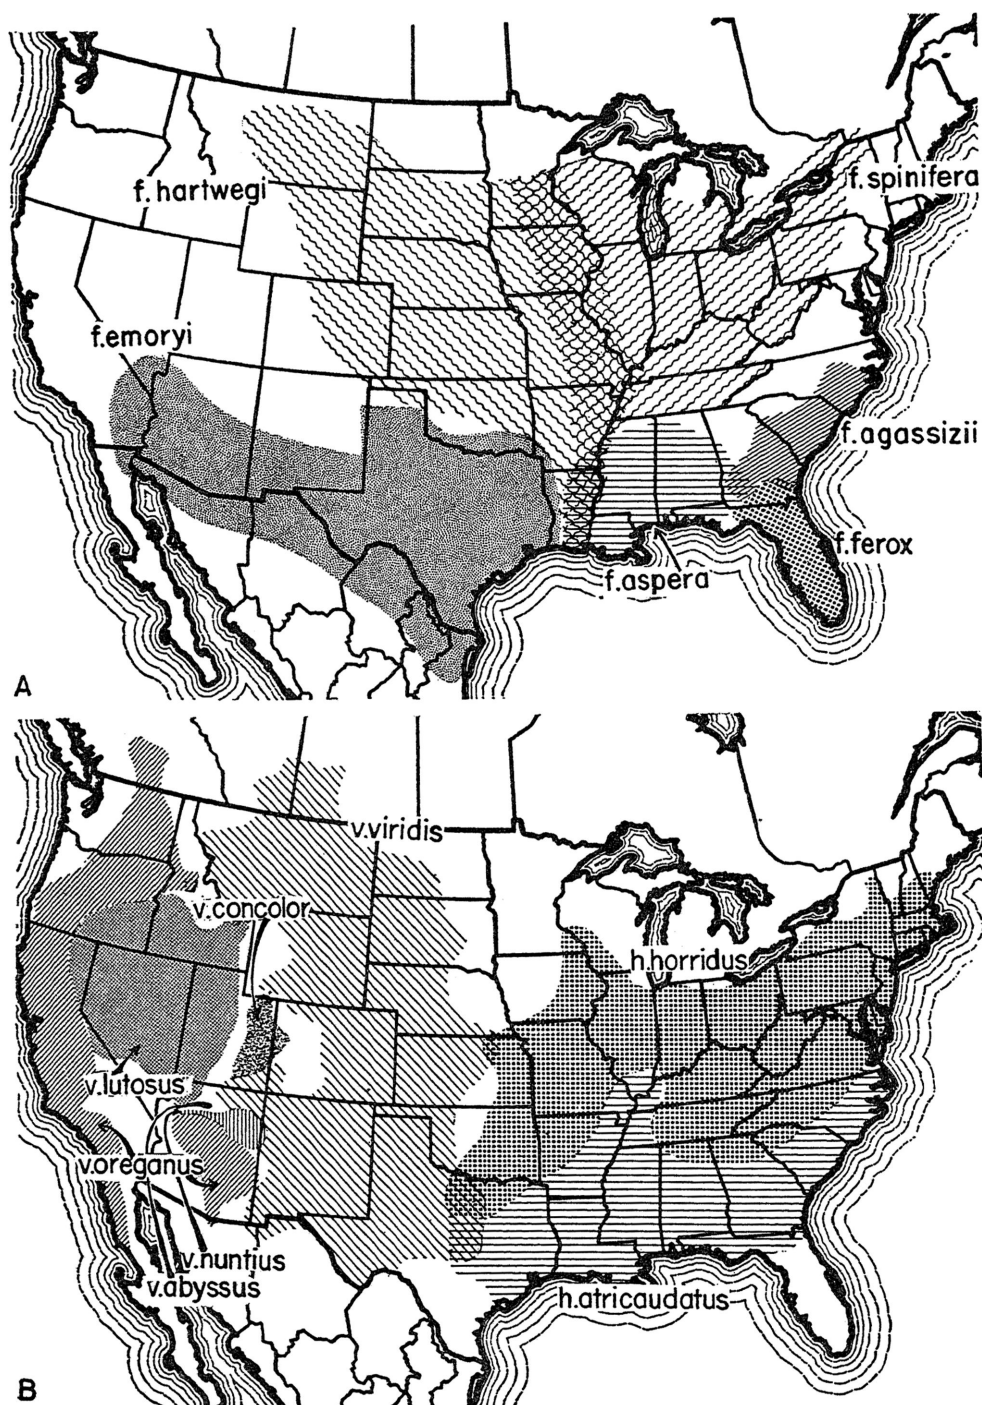 f.hartwegi
f.spinifera
f.emoryi
f.agassizii
f.ferox
f.aspera
A
v.viridis
v.concolor
h.horridus
v.lutosus
v.oreganus
v.nuntius
v.abyssus
h.atricaudatus
B